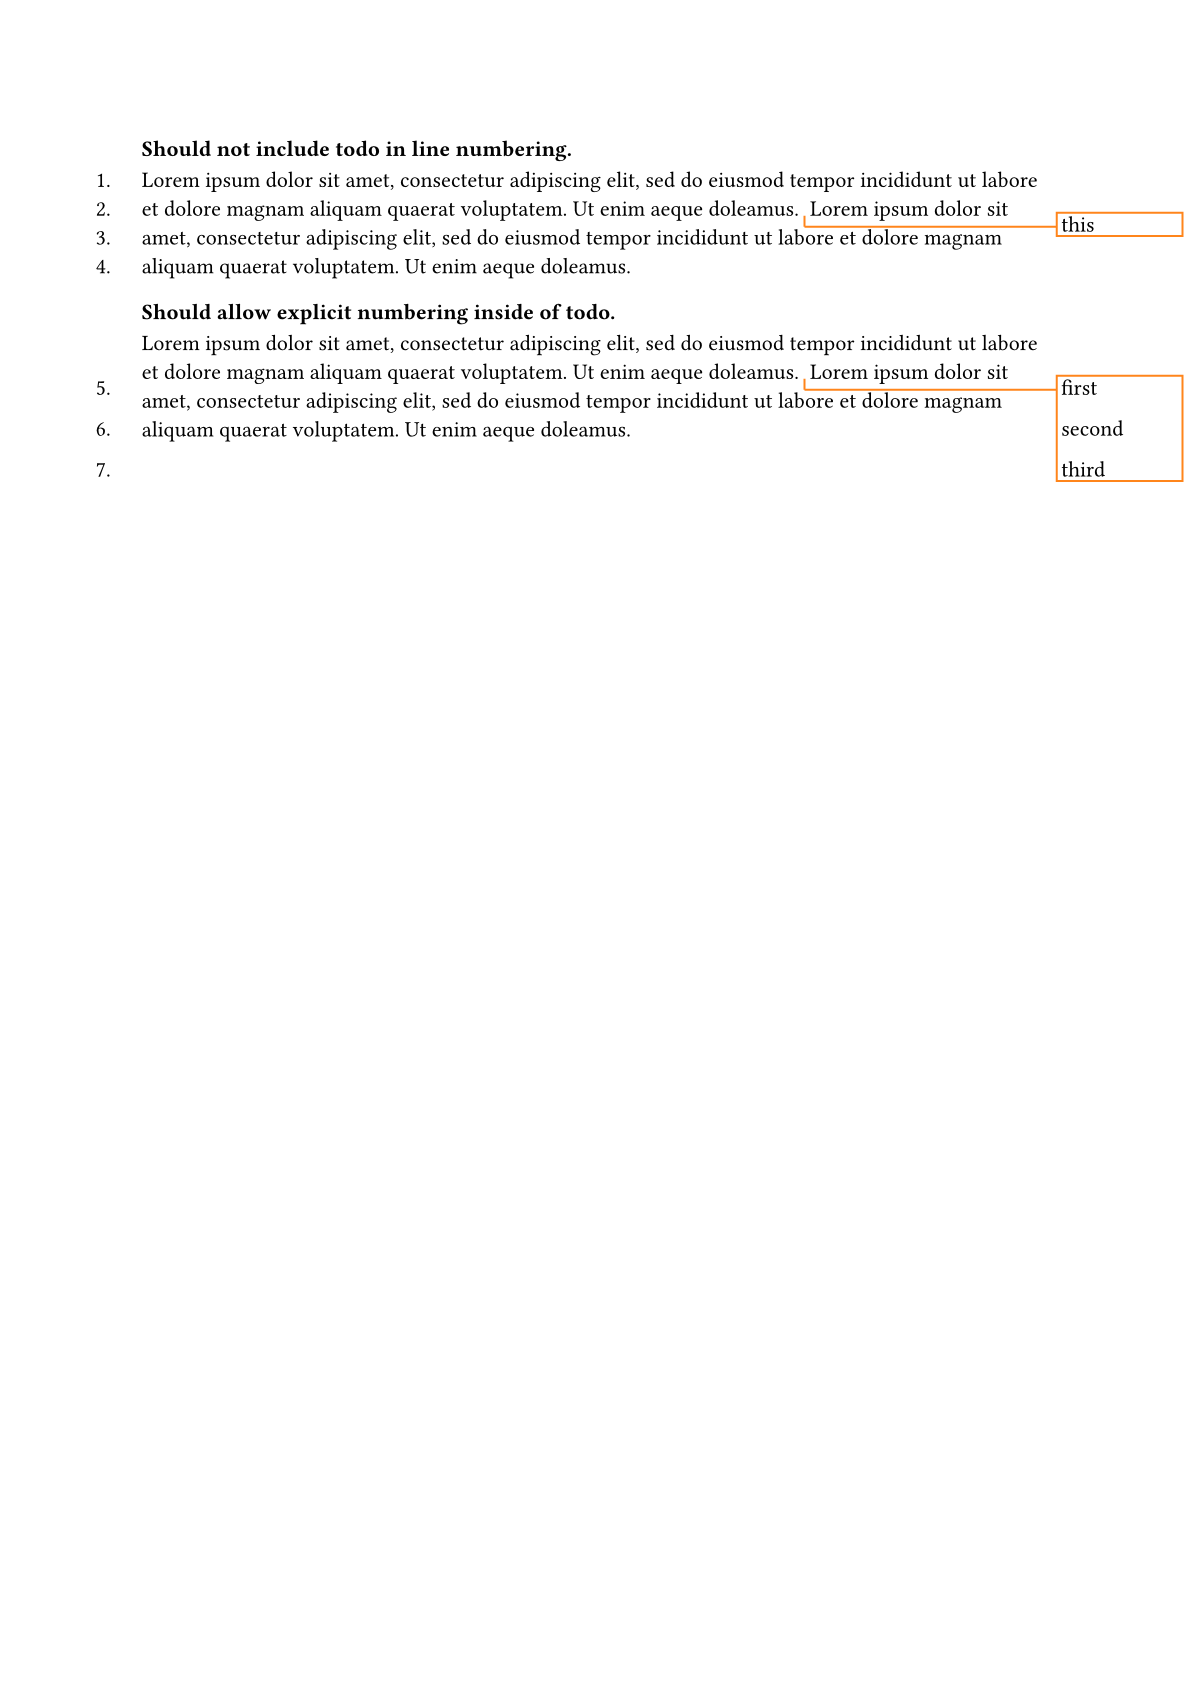 Should not include todo in line numbering.
1. Lorem ipsum dolor sit amet, consectetur adipiscing elit, sed do eiusmod tempor incididunt ut labore
2. et dolore magnam aliquam quaerat voluptatem. Ut enim aeque doleamus. Lorem ipsum dolor sit
this
3. amet, consectetur adipiscing elit, sed do eiusmod tempor incididunt ut labore et dolore magnam
4. aliquam quaerat voluptatem. Ut enim aeque doleamus.
Should allow explicit numbering inside of todo.
Lorem ipsum dolor sit amet, consectetur adipiscing elit, sed do eiusmod tempor incididunt ut labore
et dolore magnam aliquam quaerat voluptatem. Ut enim aeque doleamus. Lorem ipsum dolor sit
5. first
amet, consectetur adipiscing elit, sed do eiusmod tempor incididunt ut labore et dolore magnam
6. aliquam quaerat voluptatem. Ut enim aeque doleamus. second
7. third